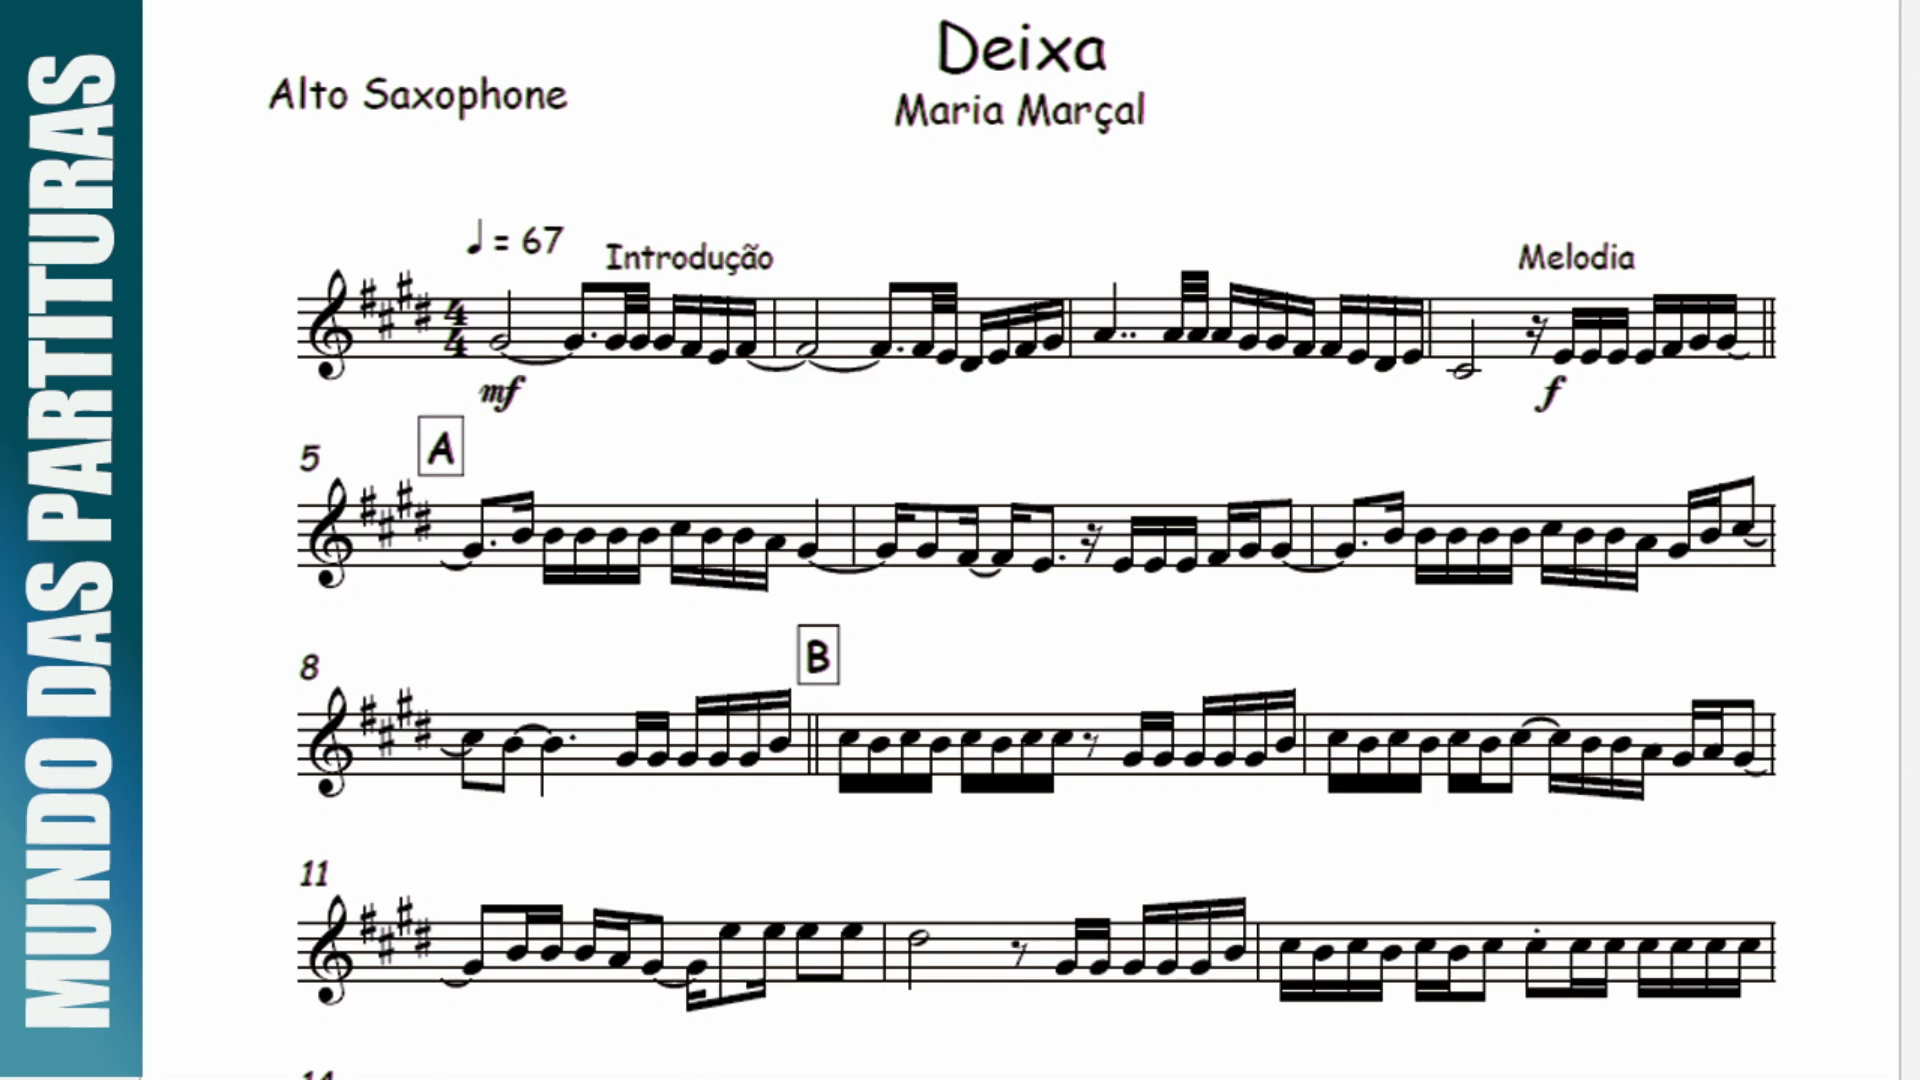 MUNDO DAS PARTITURAS
Deixa
Alto Saxophone
Maria Marçal
= 67
Introdução
Melodia
mf
f
5
A
8
B
11